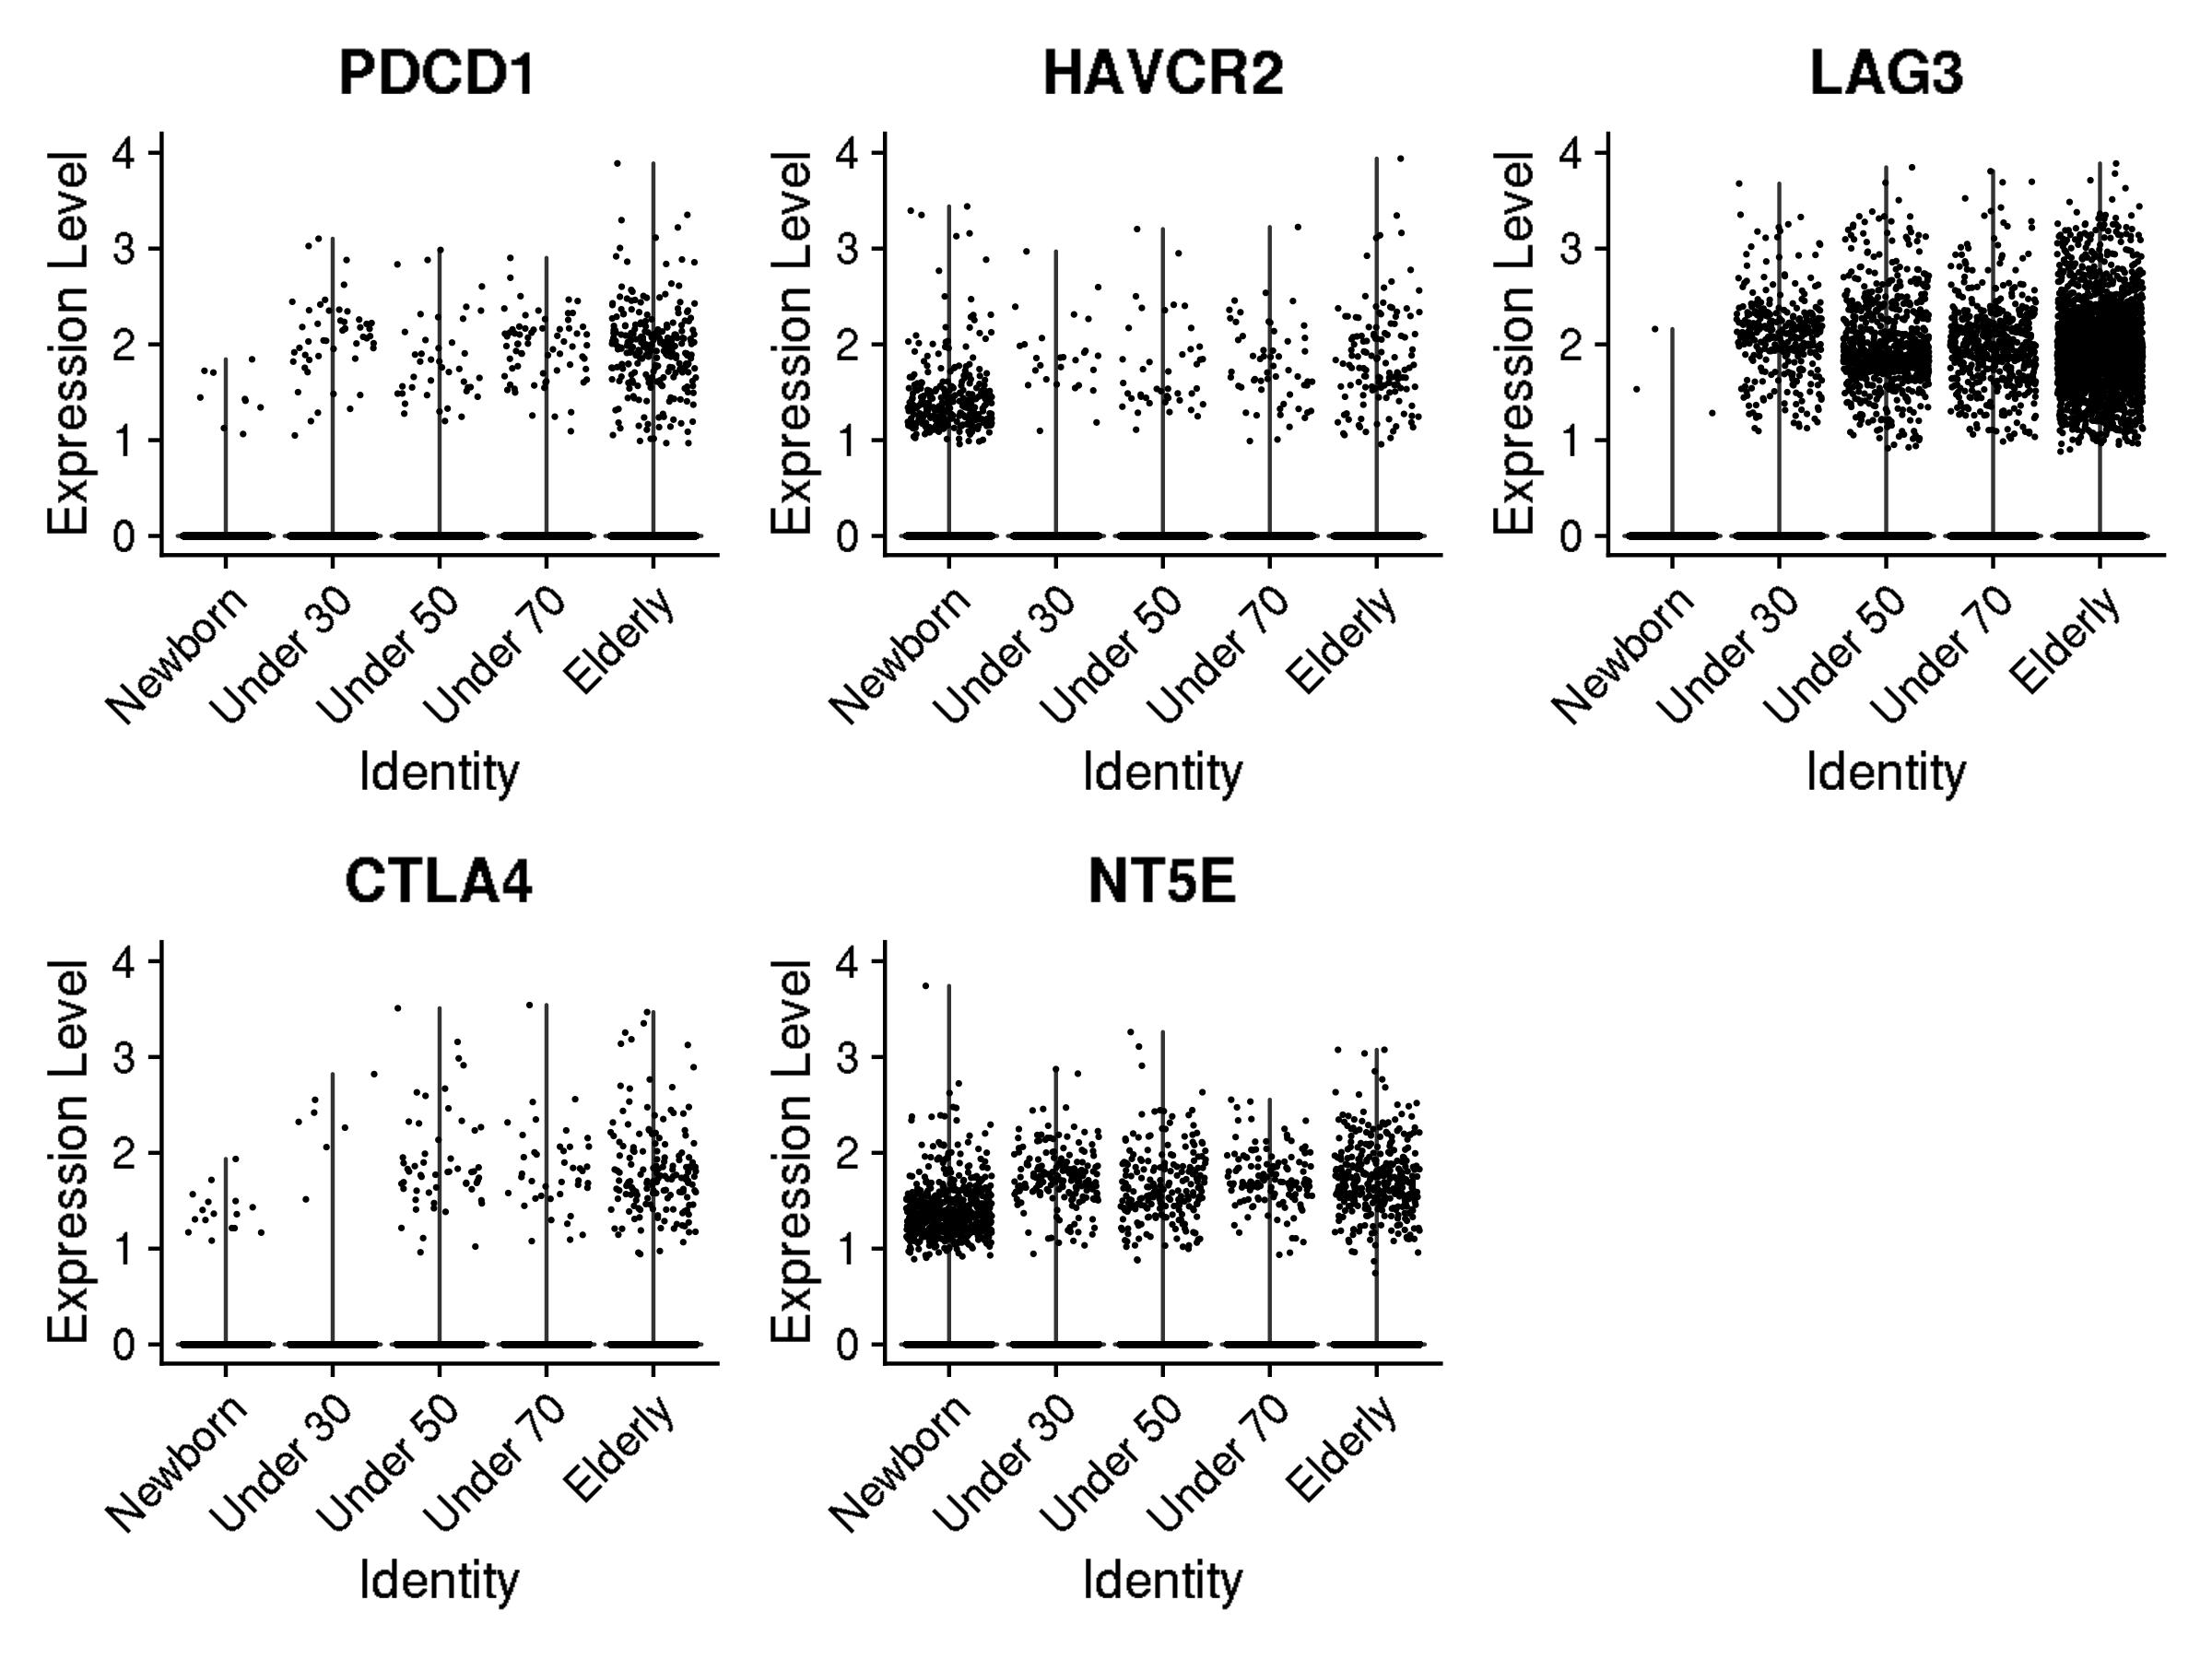 PDCD1
Expression Level
4
3
2
1
0
Newborn
Under 30
Under 50
Under 70
Elderly
Identity
HAVCR2
Expression Level
4
3
2
1
0
Newborn
Under 30
Under 50
Under 70
Elderly
Identity
LAG3
Expression Level
4
3
2
1
0
Newborn
Under 30
Under 50
Under 70
Elderly
Identity
CTLA4
Expression Level
4
3
2
1
0
Newborn
Under 30
Under 50
Under 70
Elderly
Identity
NT5E
Expression Level
4
3
2
1
0
Newborn
Under 30
Under 50
Under 70
Elderly
Identity